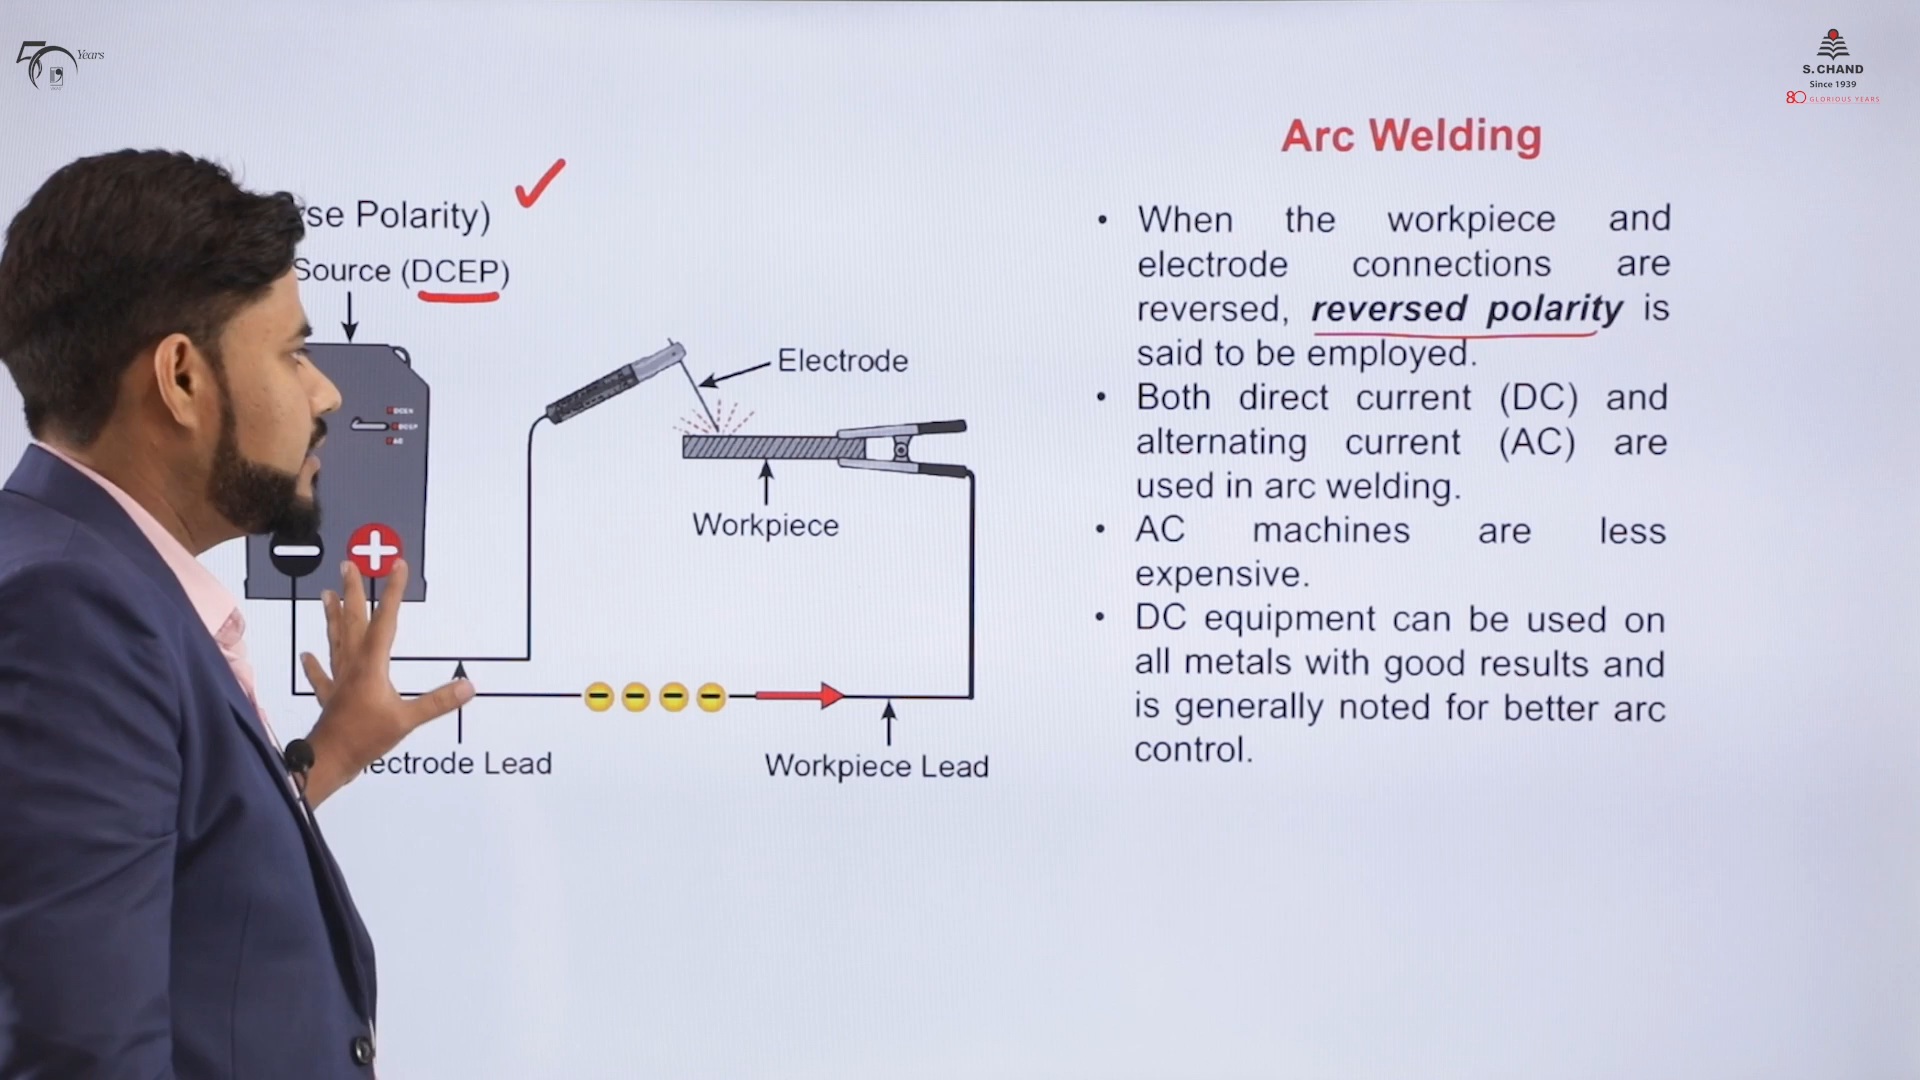 50 Years
S. CHAND
Since 1939
80 GLORIOUS YEARS
Arc Welding
Polarity)
Source (DCEP)
DCEN
DCEP
AC
Electrode
Workpiece
Lead
Workpiece Lead
• When the workpiece and
electrode connections are
reversed, reversed polarity is
said to be employed.
• Both direct current (DC) and
alternating current (AC) are
used in arc welding.
• AC machines are less
expensive.
• DC equipment can be used on
all metals with good results and
is generally noted for better arc
control.